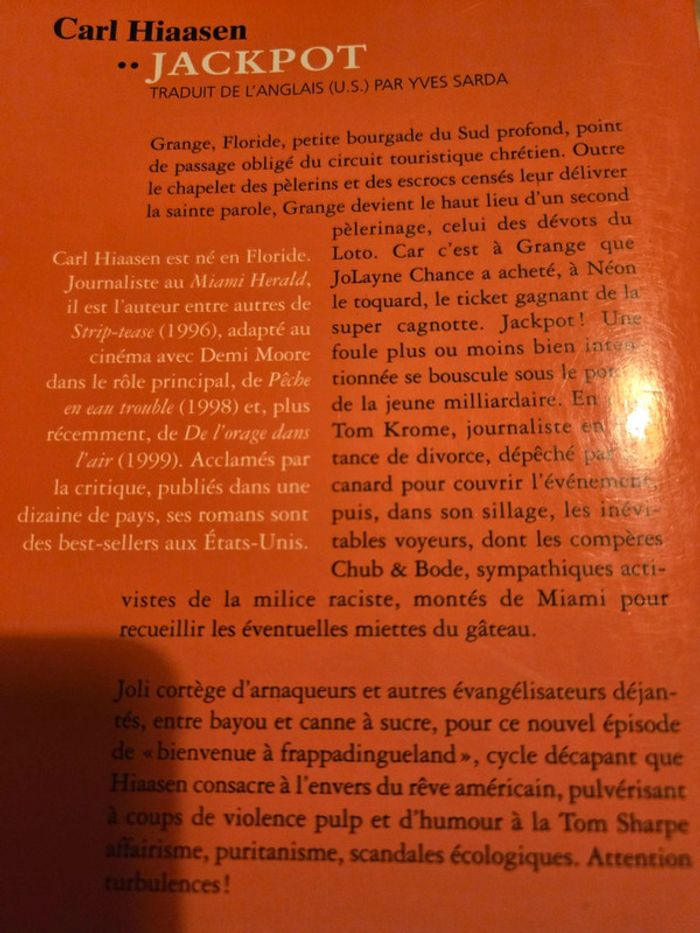 Carl Hiaasen
•• JACKPOT
TRADUIT DE L'ANGLAIS (U.S.) PAR YVES SARDA
Grange, Floride, petite bourgade du Sud profond, point
de passage obligé du circuit touristique chrétien. Outre
le chapelet des pèlerins et des escrocs censés leur délivrer
la sainte parole, Grange devient le haut lieu d'un second
pèlerinage, celui des dévots du
Loto. Car c'est à Grange que
JoLayne Chance a acheté, à Néon
le toquard, le ticket gagnant de la
super cagnotte. Jackpot ! Une
foule plus ou moins bien inten-
tionnée se bouscule sous le
de la jeune milliardaire. En
Tom Krome, journaliste en
tance de divorce, dépêché par
canard pour couvrir l'événement,
puis, dans son sillage, les inévi-
tables voyeurs, dont les compères
Chub & Bode, sympathiques acti-
vistes de la milice raciste, montés de Miami pour
recueillir les éventuelles miettes du gâteau.
Carl Hiaasen est né en Floride.
Journaliste au Miami Herald,
il est l'auteur entre autres de
Strip-tease (1996), adapté au
cinéma avec Demi Moore
dans le rôle principal, de Pêche
en eau trouble (1998) et, plus
récemment, de De l'orage dans
l'air (1999). Acclamés par
la critique, publiés dans une
dizaine de pays, ses romans sont
des best-sellers aux États-Unis.
Joli cortège d'arnaqueurs et autres évangélisateurs déjan-
tés, entre bayou et canne à sucre, pour ce nouvel épisode
de « bienvenue à frappadingueland », cycle décapant que
Hiaasen consacre à l'envers du rêve américain, pulvérisant
à coups de violence pulp et d'humour à la Tom Sharpe
affairisme, puritanisme, scandales écologiques. Attention
turbulences !